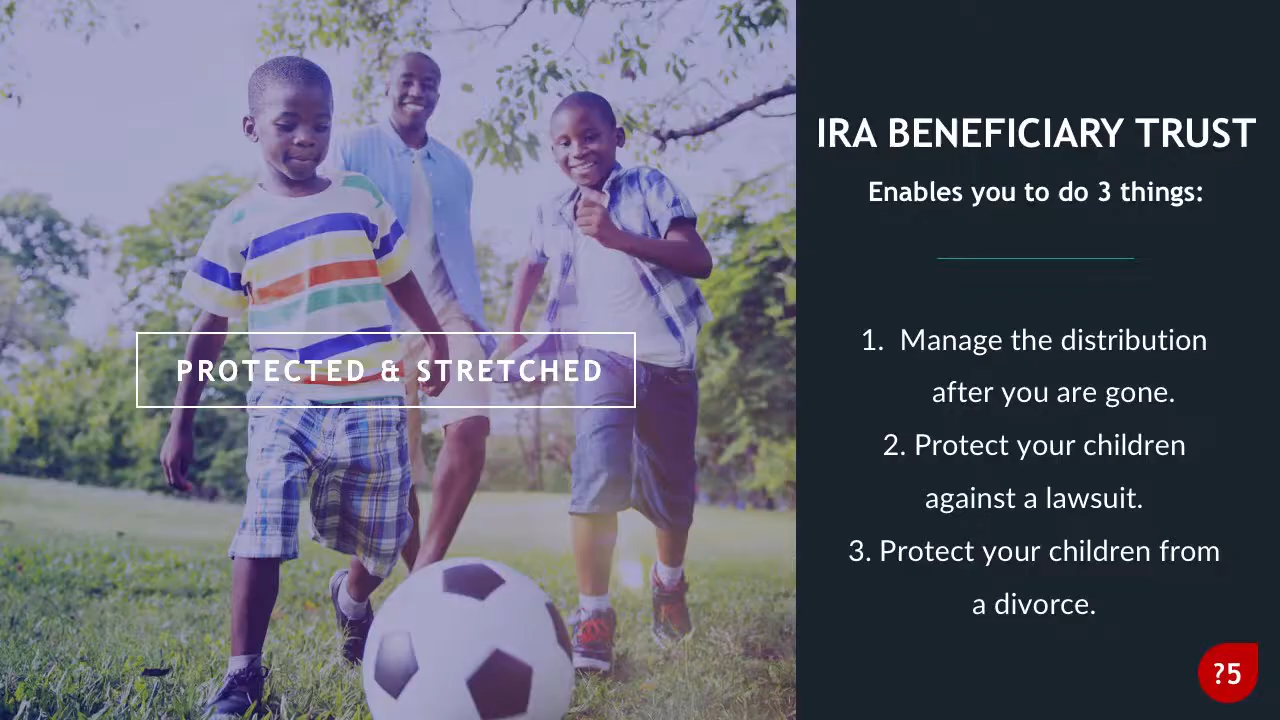 PROTECTED & STRETCHED
IRA BENEFICIARY TRUST
Enables you to do 3 things:
1. Manage the distribution
after you are gone.
2. Protect your children
against a lawsuit.
3. Protect your children from
a divorce.
?5